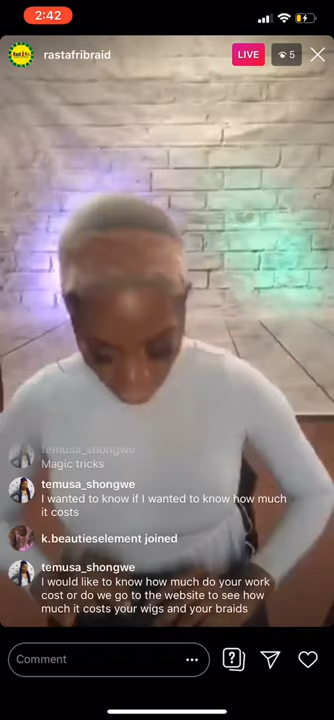 2:42
rastafribraid
LIVE
5
temusa_shongwe
Magic tricks
temusa_shongwe
I wanted to know if I wanted to know how much
it costs
k.beautieselement joined
temusa_shongwe
I would like to know how much do your work
cost or do we go to the website to see how
much it costs your wigs and your braids
Comment